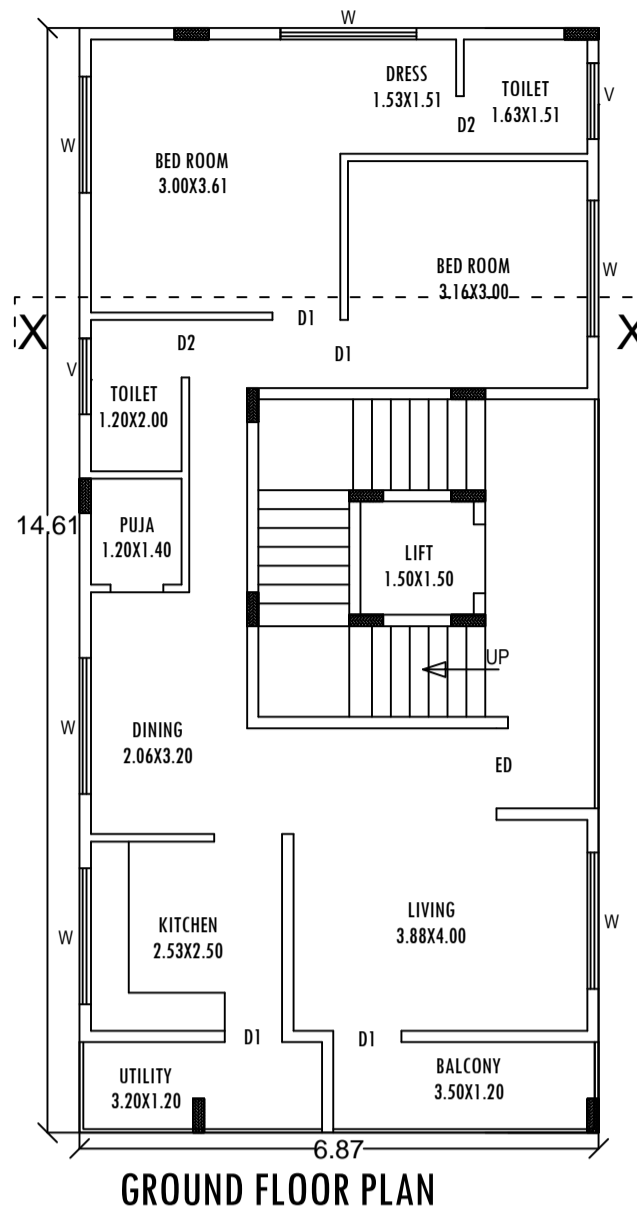 W
DRESS
1.53X1.51
TOILET
1.63X1.51
V
D2
W
BED ROOM
3.00X3.61
BED ROOM
3.16X3.00
W
D1
X
X
D2
D1
V
TOILET
1.20X2.00
14.61
PUJA
1.20X1.40
LIFT
1.50X1.50
UP
W
DINING
2.06X3.20
ED
KITCHEN
2.53X2.50
LIVING
3.88X4.00
W
W
D1
D1
UTILITY
3.20X1.20
BALCONY
3.50X1.20
6.87
GROUND FLOOR PLAN